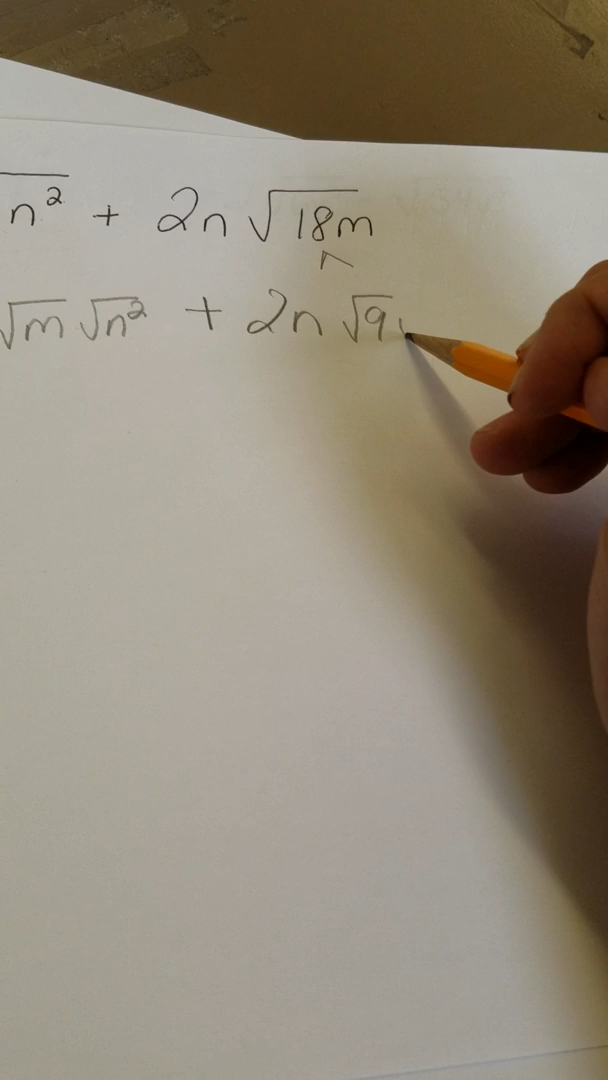 n² + 2n √18m
√m √n² + 2n √9